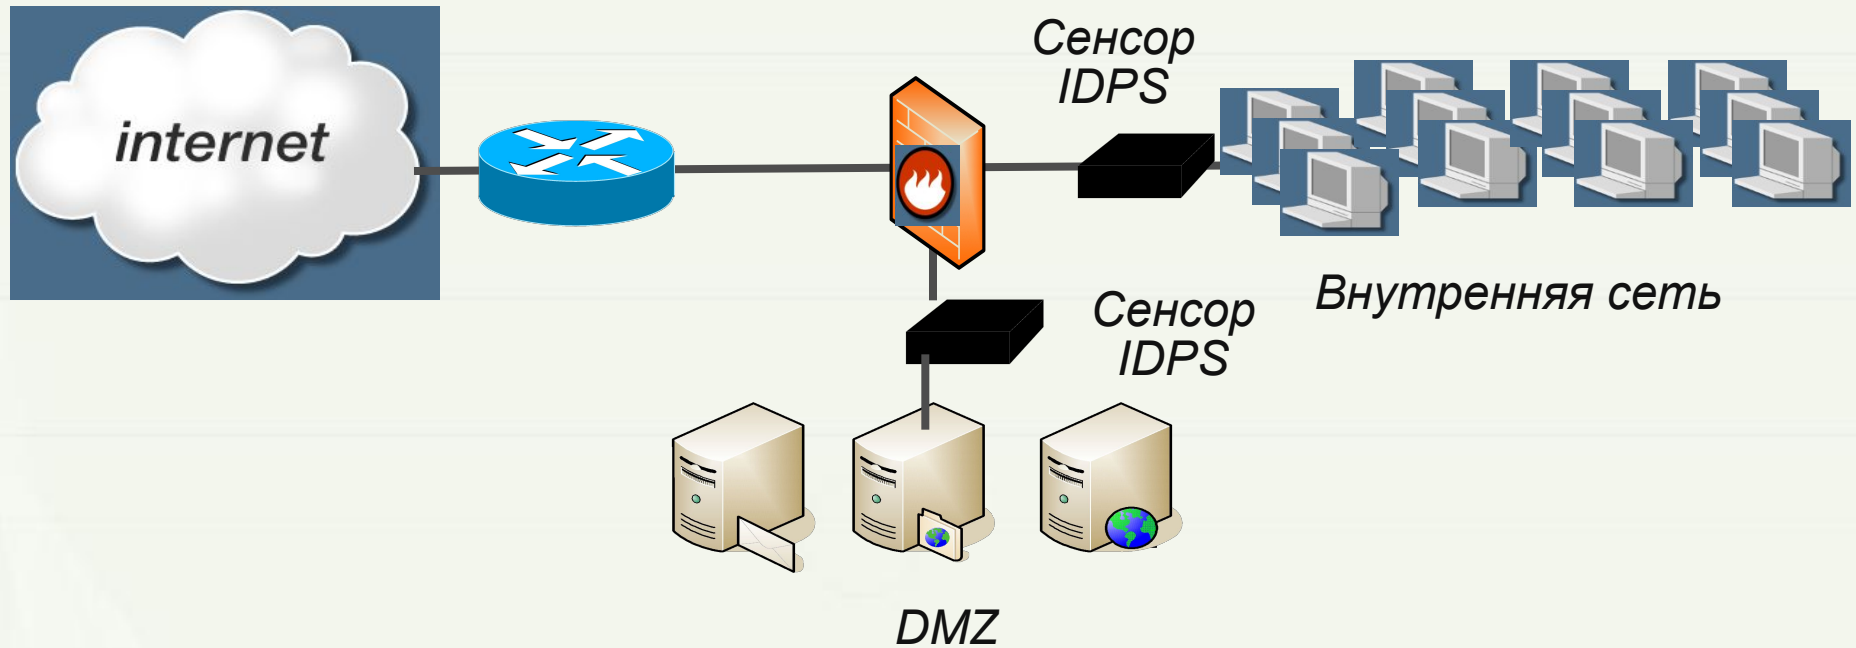 internet
Сенсор
IDPS
Внутренняя сеть
Сенсор
IDPS
DMZ